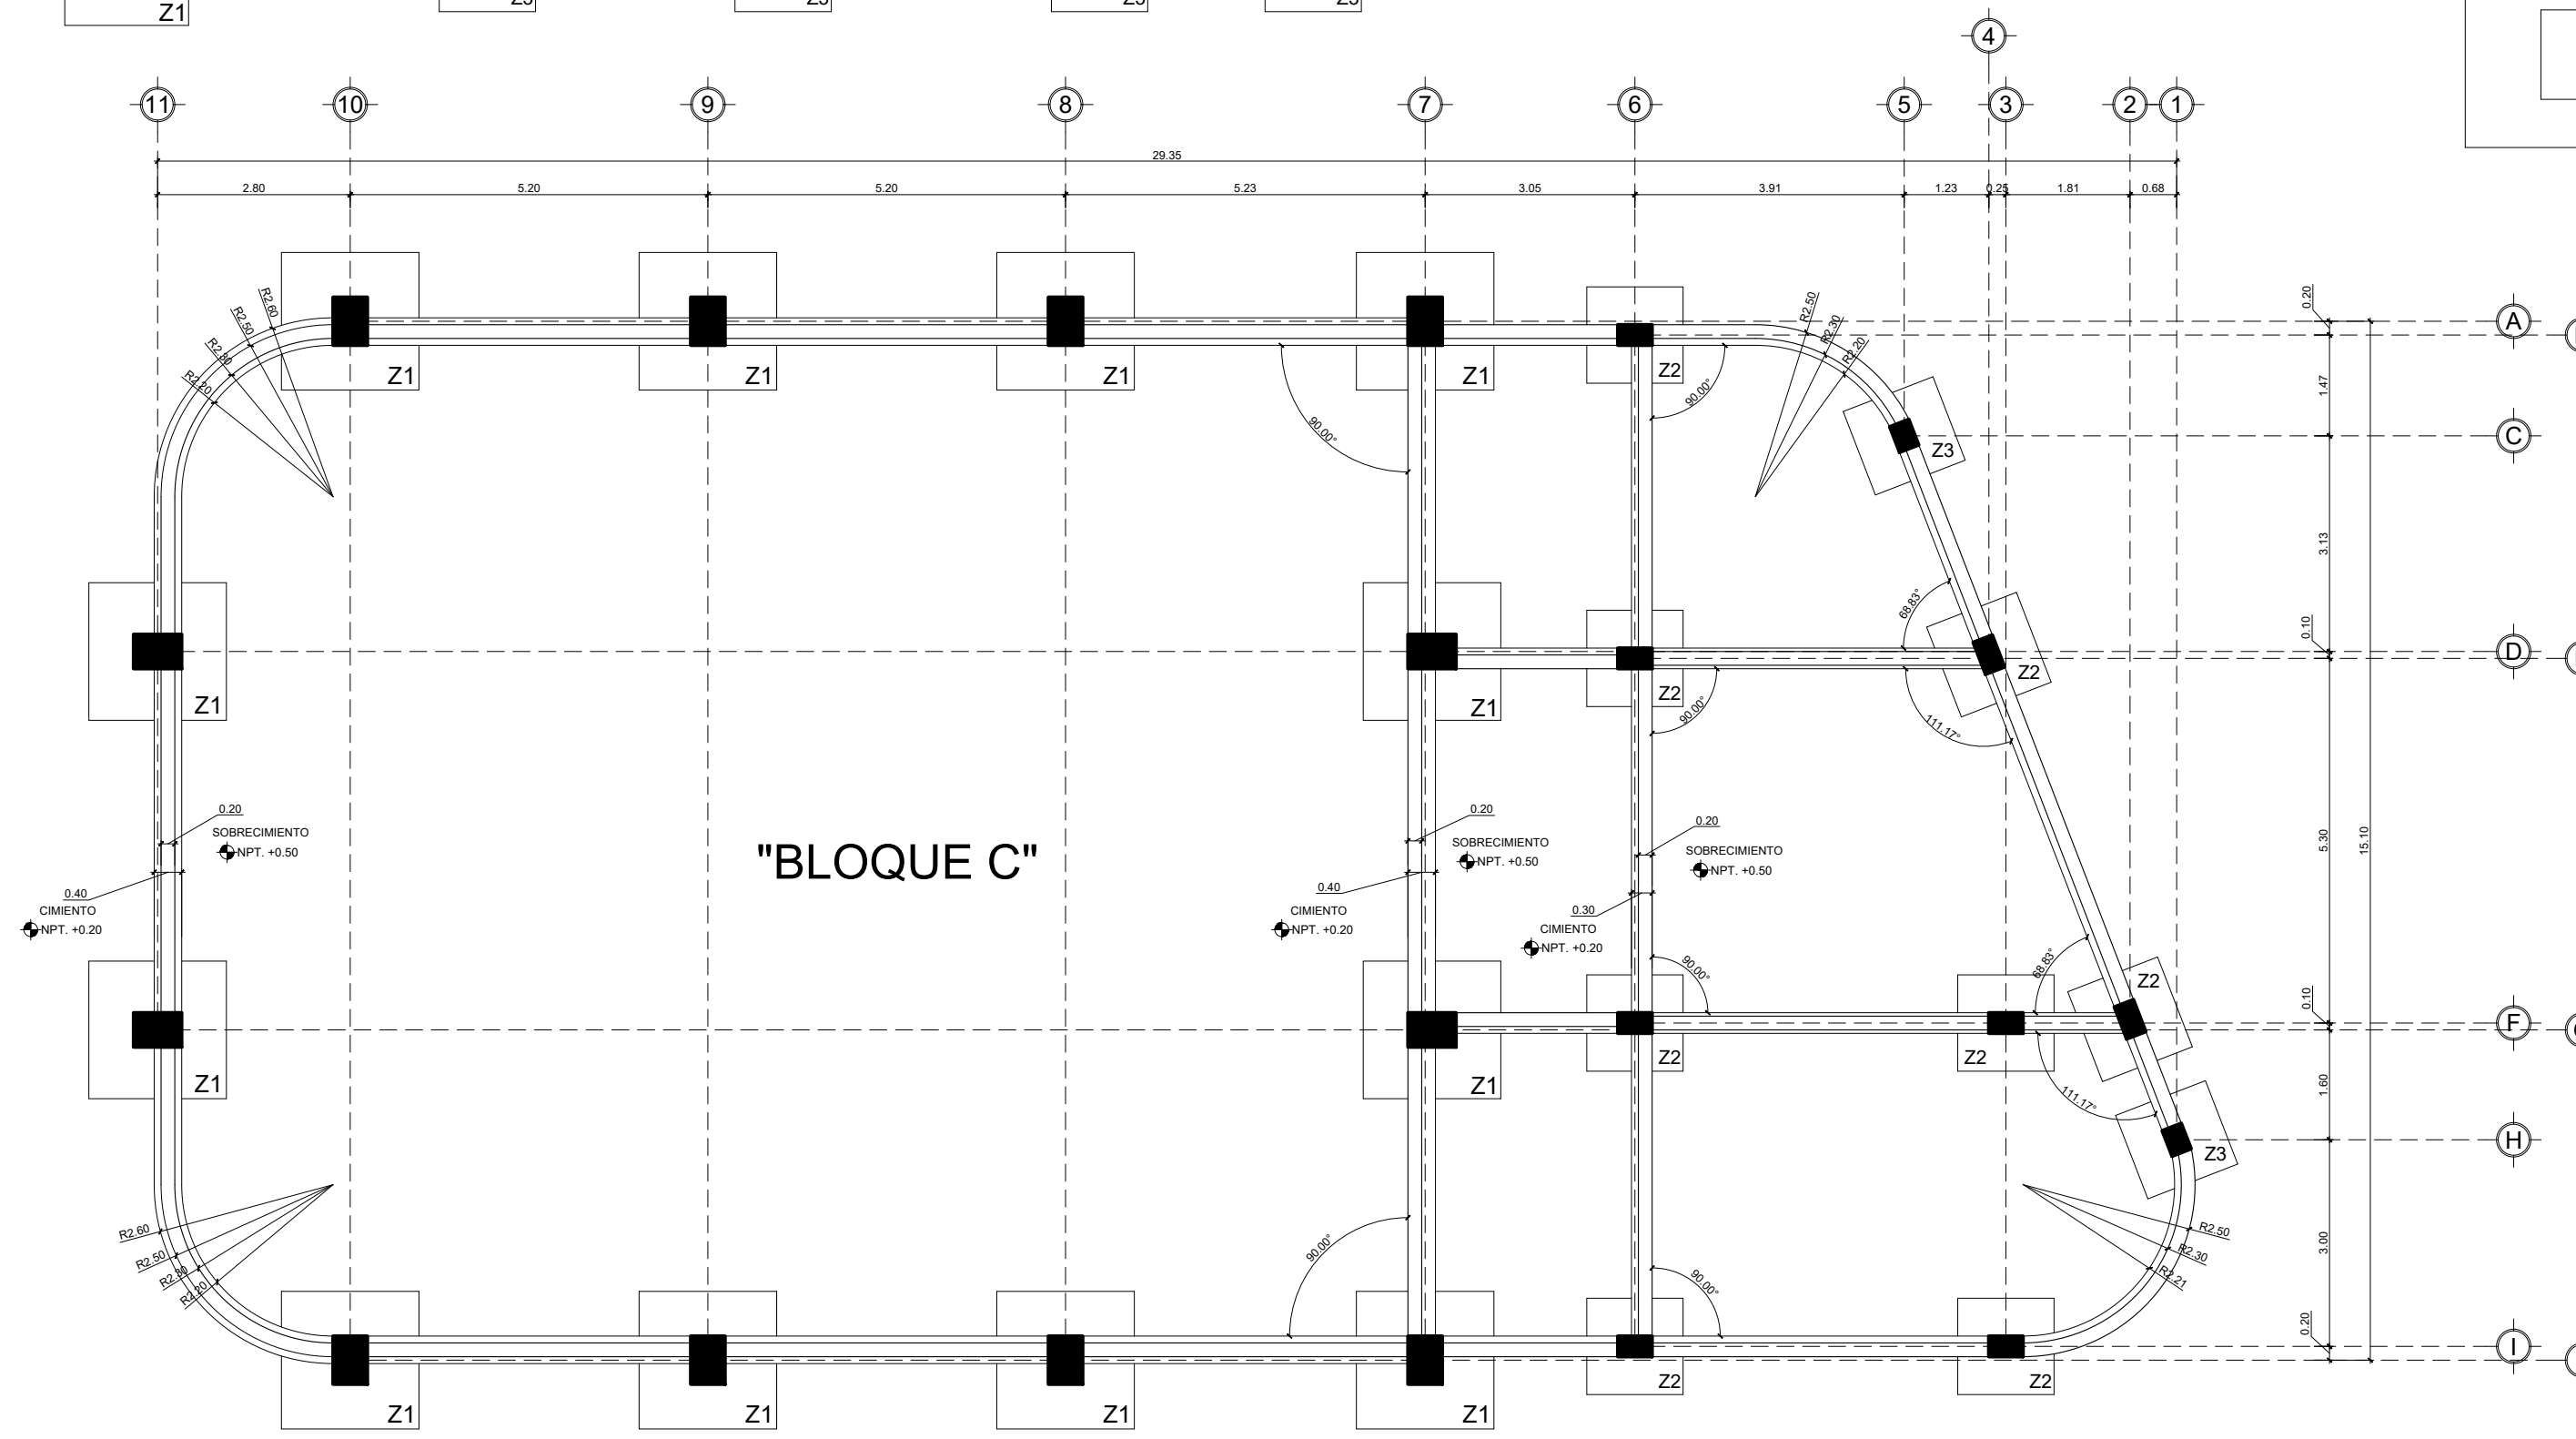 Z1
4
11
10
9
8
7
6
5
3
2
1
29.35
2.80
5.20
5.20
5.23
3.05
3.91
1.23
0.25
1.81
0.68
R2.60
R2.50
R2.30
R2.20
R2.50
R2.30
R2.20
0.20
A
Z1
Z1
Z1
Z1
Z2
90.00°
90.00°
1.47
C
Z3
3.13
68.83°
0.10
D
Z1
Z1
Z2
Z2
90.00°
111.17°
0.20
SOBRECIMIENTO
NPT. +0.50
0.40
CIMIENTO
NPT. +0.20
"BLOQUE C"
0.20
SOBRECIMIENTO
NPT. +0.50
0.40
CIMIENTO
NPT. +0.20
0.20
SOBRECIMIENTO
NPT. +0.50
0.30
CIMIENTO
NPT. +0.20
5.30
15.10
90.00°
68.83°
Z2
0.10
F
Z1
Z1
Z2
Z2
111.17°
1.60
H
Z3
R2.60
R2.50
R2.30
R2.20
90.00°
90.00°
R2.50
R2.30
R2.21
3.00
0.20
I
Z1
Z1
Z1
Z1
Z2
Z2